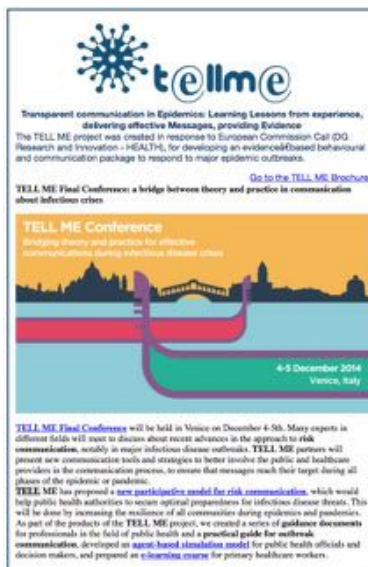 tellme
Transparent communication in Epidemics: Learning Lessons from experience,
delivering effective Messages, providing Evidence
The TELL ME project was created in response to European Commission Call (DG
Research and Innovation - HEALTH), for developing an evidenceâ€based behavioural
and communication package to respond to major epidemic outbreaks.
Go to the TELL ME Brochure
TELL ME Final Conference: a bridge between theory and practice in communication
about infectious crises
TELL ME Conference
Bridging theory and practice for effective
communications during infectious disease crisis
4-5 December 2014
Venice, Italy
TELL ME Final Conference will be held in Venice on December 4-5th. Many experts in
different fields will meet to discuss about recent advances in the approach to risk
communication, notably in major infectious disease outbreaks. TELL ME partners will
present new communication tools and strategies to better involve the public and healthcare
providers in the communication process, to ensure that messages reach their target during all
phases of the epidemic or pandemic.
TELL ME has proposed a new participative model for risk communication, which would
help public health authorities to secure optimal preparedness for infectious disease threats. This
will be done by increasing the resilience of all communities during epidemics and pandemics.
As part of the products of the TELL ME project, we created a series of guidance documents
for professionals in the field of public health and a practical guide for outbreak
communication, developed an agent-based simulation model for public health officials and
decision makers, and prepared an e-learning course for primary healthcare workers.